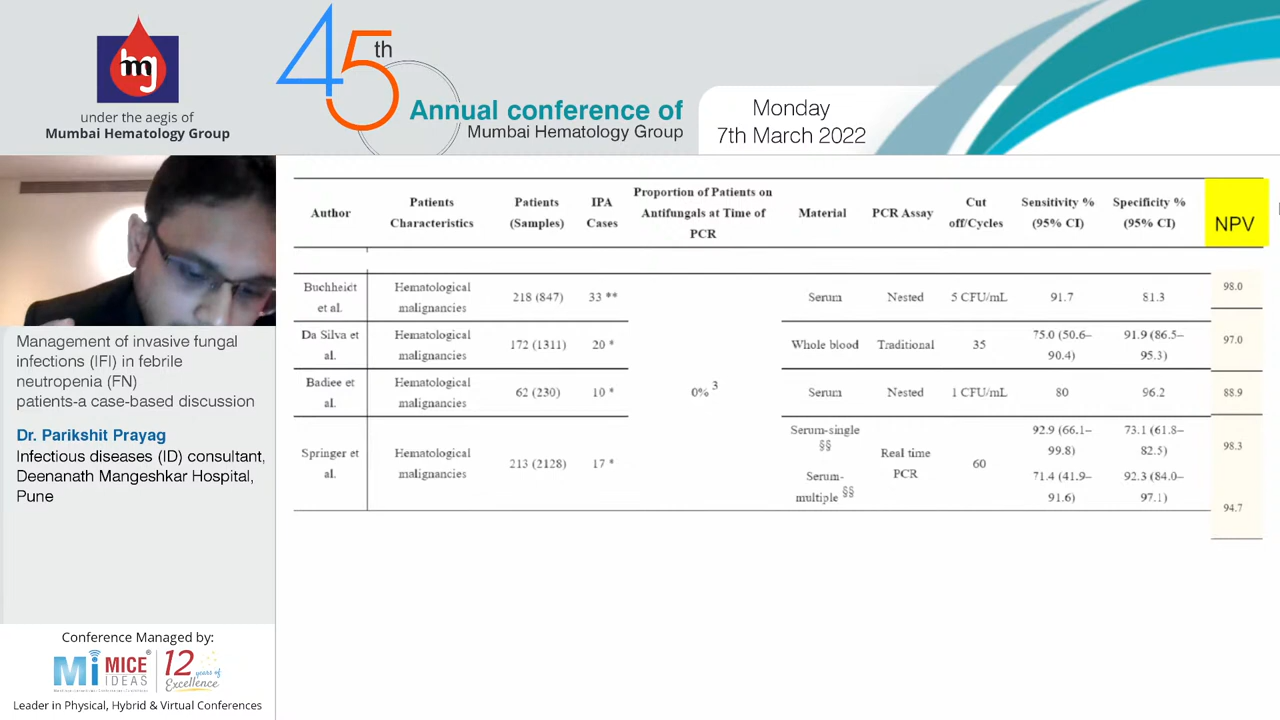 hg
under the aegis of
Mumbai Hematology Group
45th
Annual conference of
Mumbai Hematology Group
Monday
7th March 2022
Author
Patients
Characteristics
Patients
(Samples)
IPA
Cases
Proportion of Patients on
Antifungals at Time of
PCR
Material
PCR Assay
Cut
off/Cycles
Sensitivity %
(95% CI)
Specificity %
(95% CI)
NPV
Buchheidt
et al.
Hematological
malignancies
218 (847)
33 **
Serum
Nested
5 CFU/mL
91.7
81.3
98.0
Da Silva et
al.
Hematological
malignancies
172 (1311)
20 *
Whole blood
Traditional
35
75.0 (50.6–
90.4)
91.9 (86.5–
95.3)
97.0
Badiee et
al.
Hematological
malignancies
62 (230)
10 *
0% 3
Serum
Nested
1 CFU/mL
80
96.2
88.9
Springer et
al.
Hematological
malignancies
213 (2128)
17 *
Serum-single
§§
Serum-
multiple §§
Real time
PCR
60
92.9 (66.1–
99.8)
71.4 (41.9–
91.6)
73.1 (61.8–
82.5)
92.3 (84.0–
97.1)
98.3
94.7
Management of invasive fungal
infections (IFI) in febrile
neutropenia (FN)
patients-a case-based discussion
Dr. Parikshit Prayag
Infectious diseases (ID) consultant,
Deenanath Mangeshkar Hospital,
Pune
Conference Managed by:
Mi MICE
IDEAS
12
years of
Excellence
Leader in Physical, Hybrid & Virtual Conferences